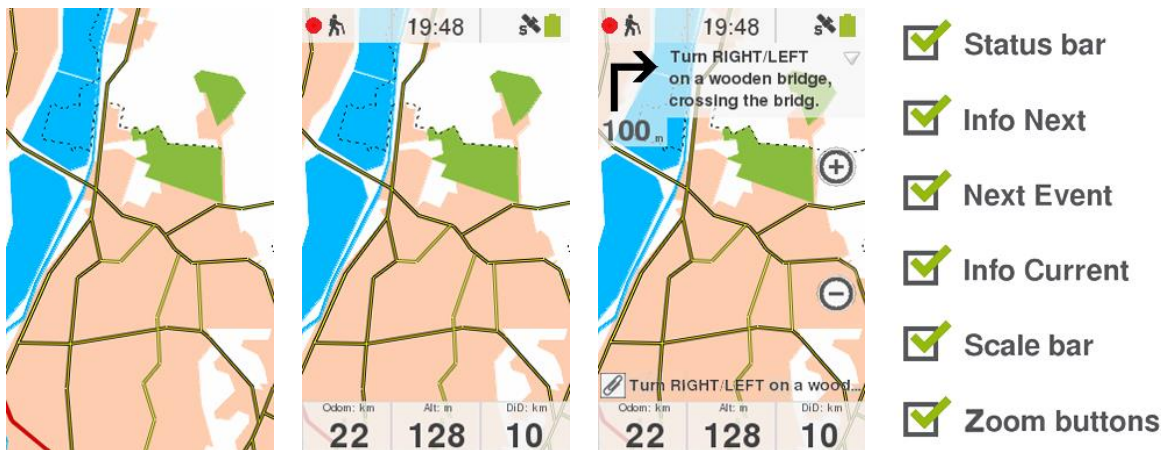 19:48
S
Odom: km
Alt: m
DiD: km
22
128
10
19:48
S
Turn RIGHT/LEFT
on a wooden bridge,
crossing the bridg.
100 m
Turn RIGHT/LEFT on a wood...
Odom: km
Alt: m
DiD: km
22
128
10
Status bar
Info Next
Next Event
Info Current
Scale bar
Zoom buttons